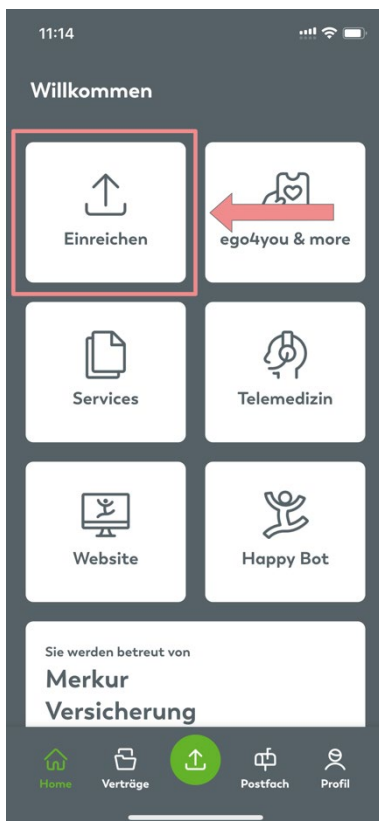 11:14
Willkommen
Einreichen
ego4you & more
Services
Telemedizin
Website
Happy Bot
Sie werden betreut von
Merkur
Versicherung
Home
Verträge
Postfach
Profil